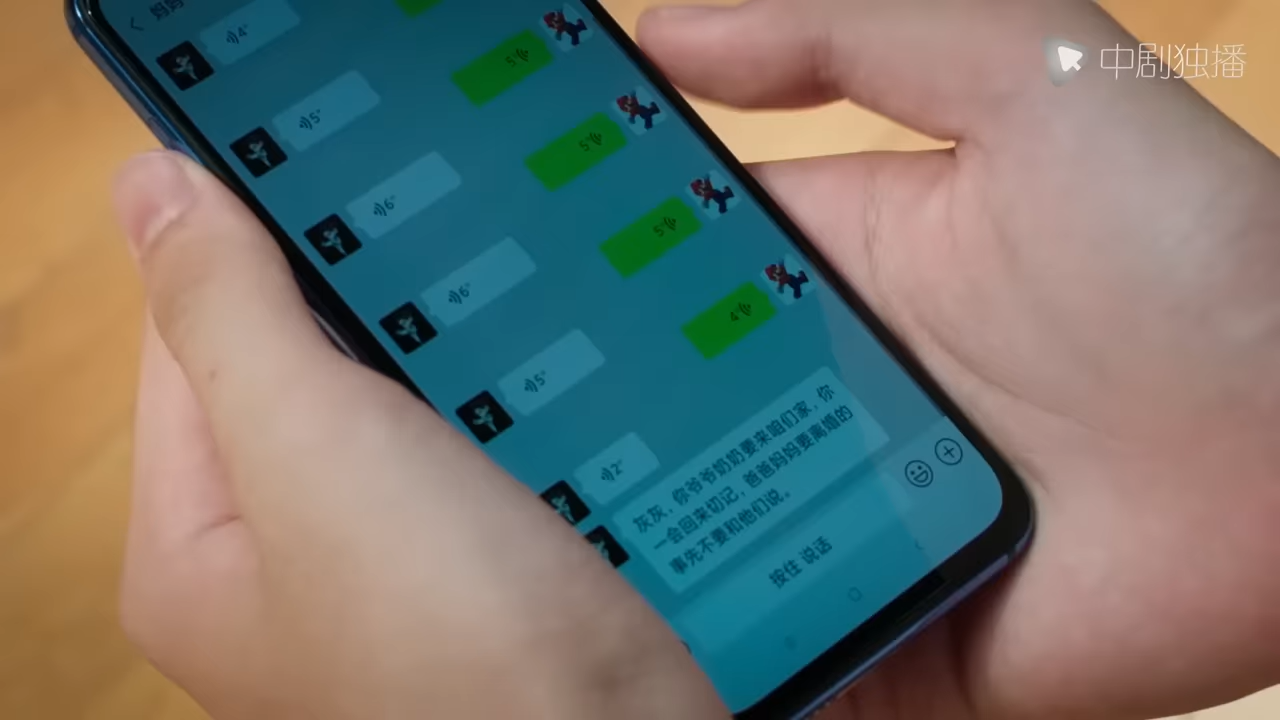 妈妈
中剧独播
4"
5"
5"
5"
6"
5"
6"
4"
5"
2"
灰灰，你爷爷奶奶要来咱们家，你
一会回来切记，爸爸妈妈要离婚的
事先不要和他们说。
按住 说话